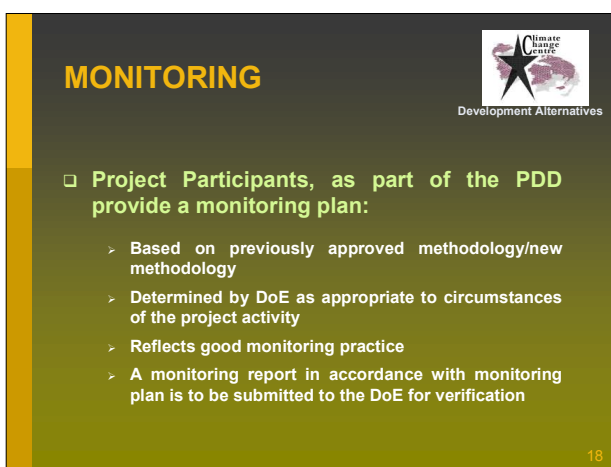 Climate
Change
Centre
MONITORING
Development Alternatives
❑ Project Participants, as part of the PDD
provide a monitoring plan:
➢ Based on previously approved methodology/new
methodology
➢ Determined by DoE as appropriate to circumstances
of the project activity
➢ Reflects good monitoring practice
➢ A monitoring report in accordance with monitoring
plan is to be submitted to the DoE for verification
18